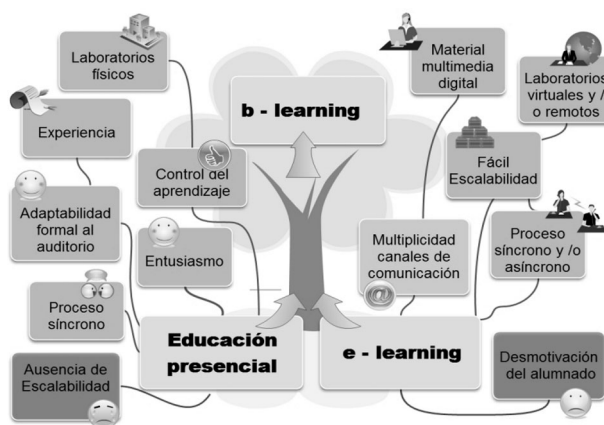 Laboratorios
físicos
Experiencia
Adaptabilidad
formal al
auditorio
Proceso
síncrono
Ausencia de
Escalabilidad
Control del
aprendizaje
Entusiasmo
Educación
presencial
b - learning
Material
multimedia
digital
Laboratorios
virtuales y /
o remotos
Fácil
Escalabilidad
Multiplicidad
canales de
comunicación
@
Proceso
síncrono y /o
asíncrono
e - learning
Desmotivación
del alumnado